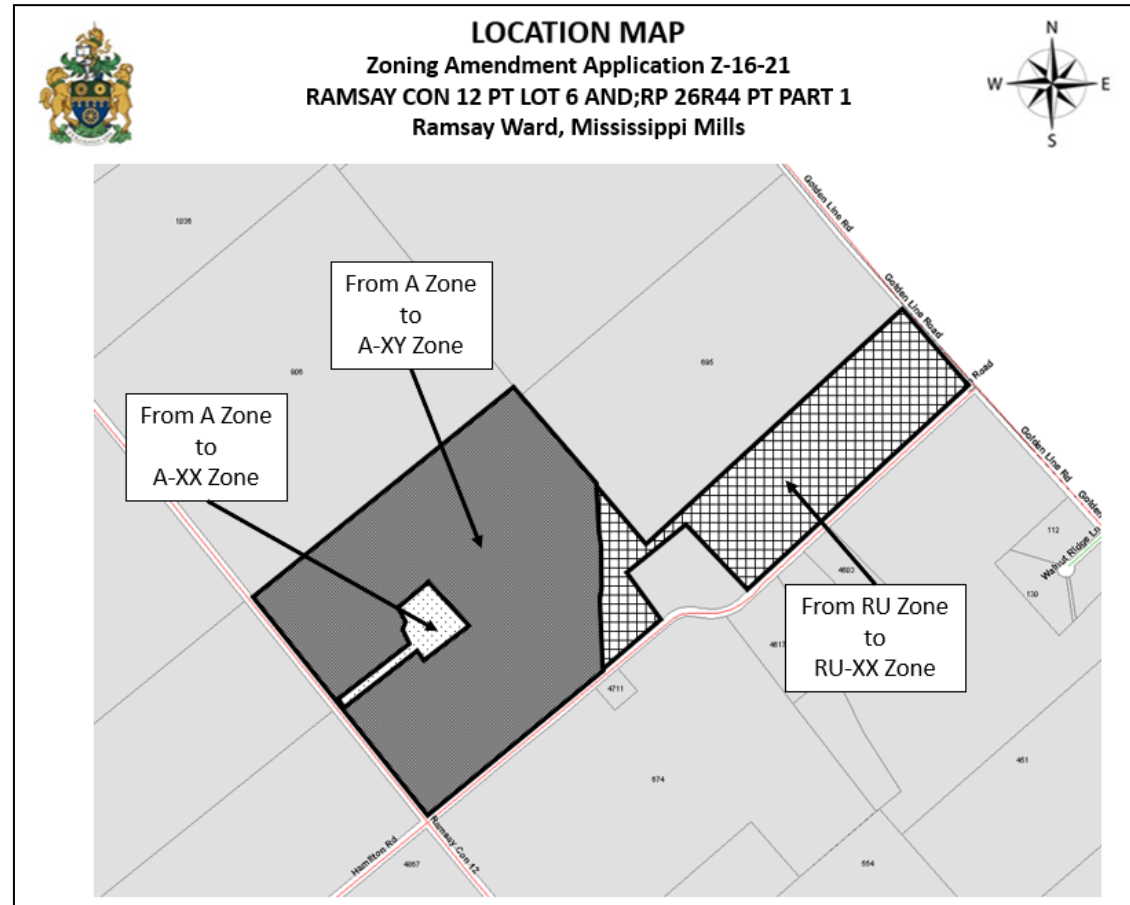 LOCATION MAP
Zoning Amendment Application Z-16-21
RAMSAY CON 12 PT LOT 6 AND;RP 26R44 PT PART 1
Ramsay Ward, Mississippi Mills
N
W
E
S
Golden Line Rd
1036
From A Zone
to
A-XY Zone
Golden Line Road
695
906
Road
From A Zone
to
A-XX Zone
Golden Line Rd
Golden
112
Walnut Ridge Ln
130
4603
From RU Zone
to
RU-XX Zone
4617
4711
461
674
Ramsay Con 12
Hamilton Rd
4867
554